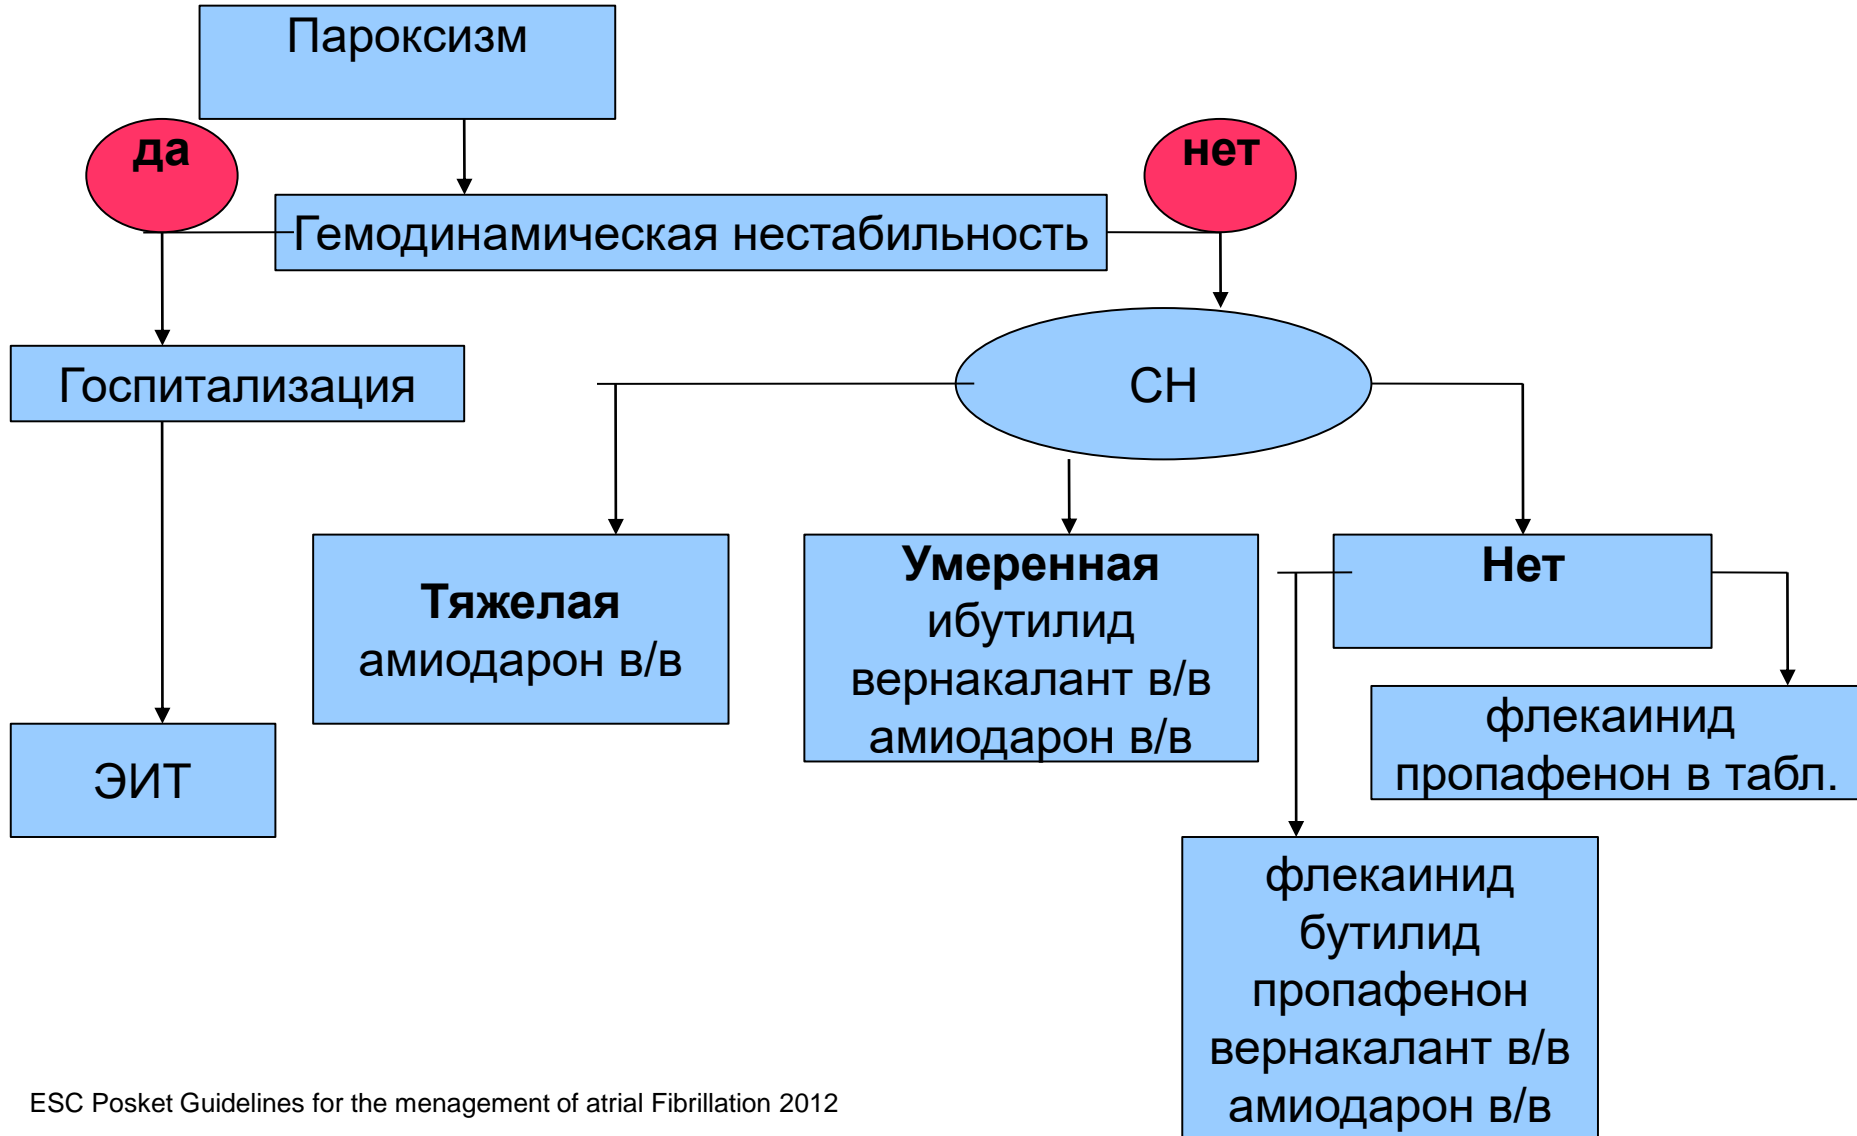 Пароксизм
да
нет
Гемодинамическая нестабильность
Госпитализация
СН
Тяжелая
амиодарон в/в
Умеренная
ибутилид
вернакалант в/в
амиодарон в/в
Нет
флекаинид
пропафенон в табл.
ЭИТ
флекаинид
бутилид
пропафенон
вернакалант в/в
амиодарон в/в
ESC Posket Guidelines for the menagement of atrial Fibrillation 2012